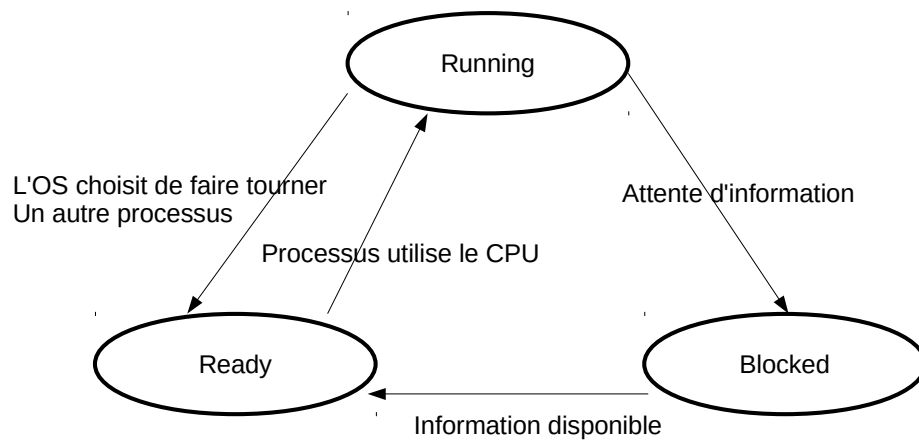 Running
L'OS choisit de faire tourner
Un autre processus
Attente d'information
Processus utilise le CPU
Ready
Blocked
Information disponible